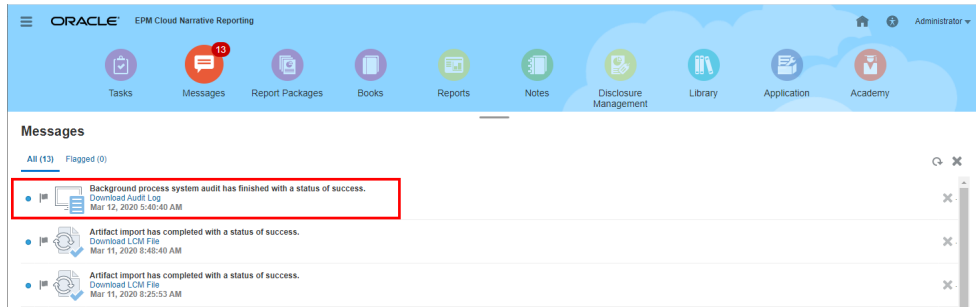 ORACLE® EPM Cloud Narrative Reporting
Administrator
13
Tasks
Messages
Report Packages
Books
Reports
Notes
Disclosure
Management
Library
Application
Academy
Messages
All (13) Flagged (0)
Background process system audit has finished with a status of success.
Download Audit Log
Mar 12, 2020 5:40:40 AM
Artifact import has completed with a status of success.
Download LCM File
Mar 11, 2020 8:48:40 AM
Artifact import has completed with a status of success.
Download LCM File
Mar 11, 2020 8:25:53 AM